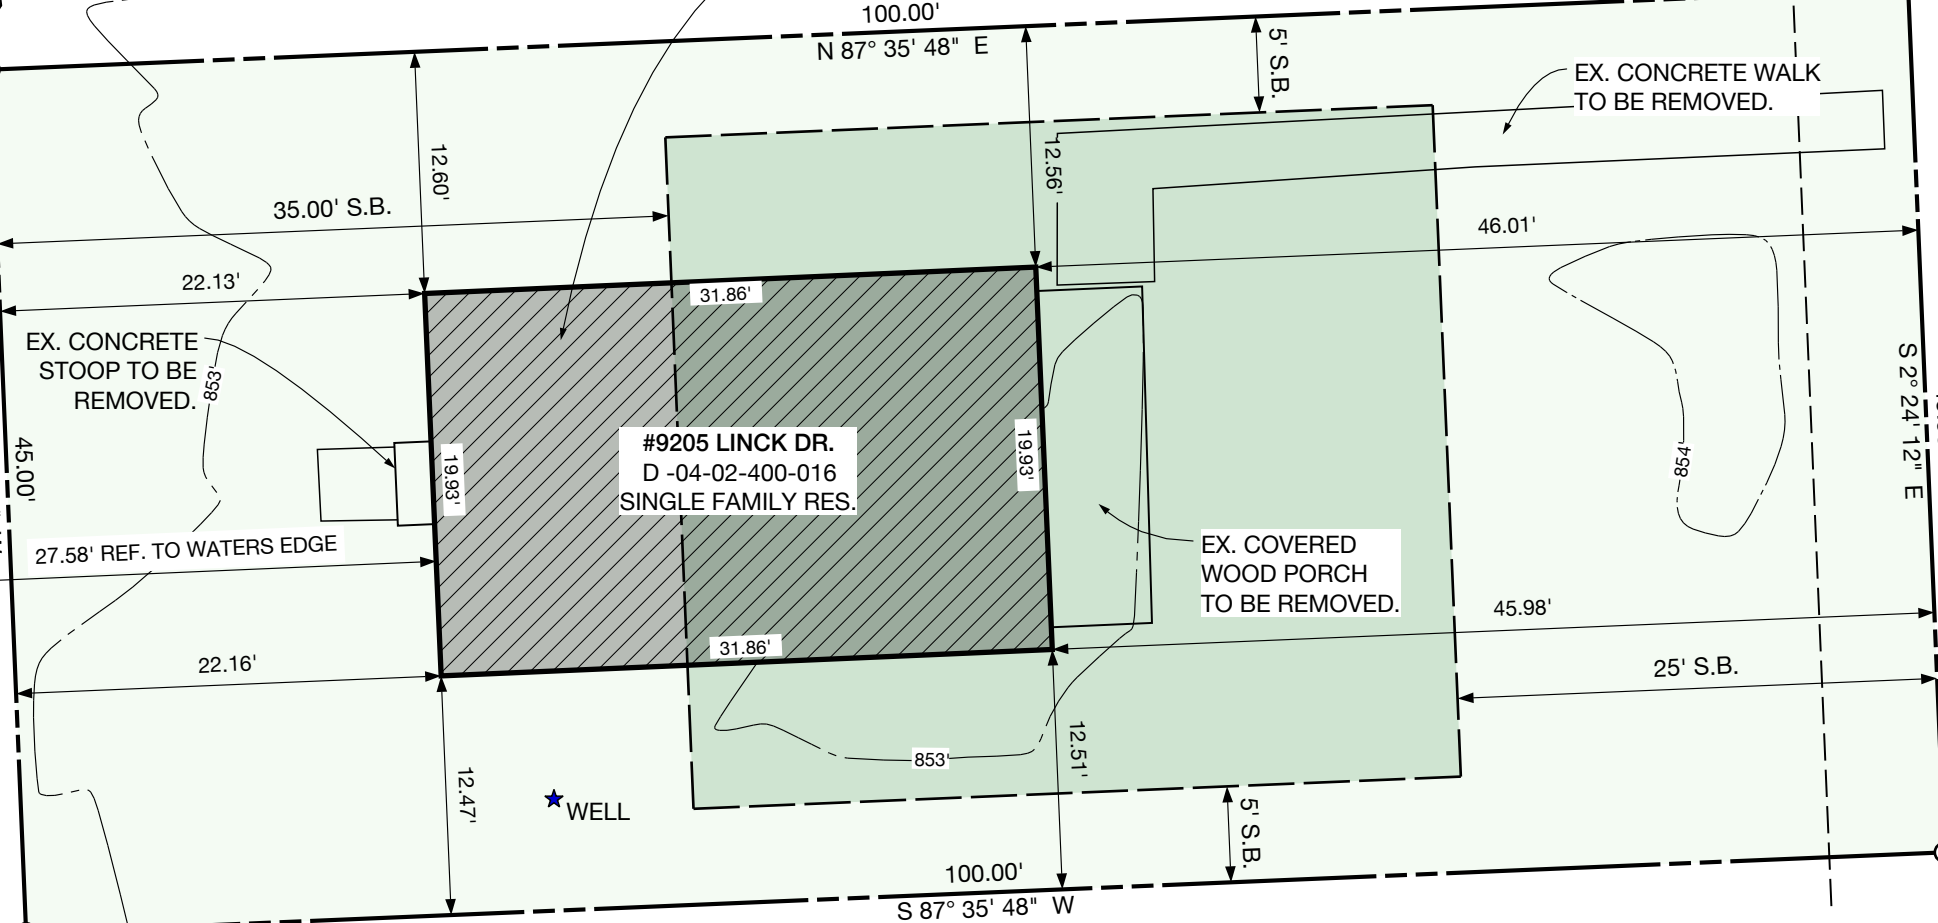 100.00'
N 87° 35' 48" E
5' S.B.
EX. CONCRETE WALK
TO BE REMOVED.
12.60'
12.56'
35.00' S.B.
46.01'
22.13'
31.86'
EX. CONCRETE
STOOP TO BE
REMOVED.
853'
S 2° 24' 12" E
45.00'
19.93'
#9205 LINCK DR.
D -04-02-400-016
SINGLE FAMILY RES.
19.93'
854'
27.58' REF. TO WATERS EDGE
EX. COVERED
WOOD PORCH
TO BE REMOVED.
45.98'
31.86'
22.16'
25' S.B.
853'
12.51'
12.47'
WELL
5' S.B.
100.00'
S 87° 35' 48" W